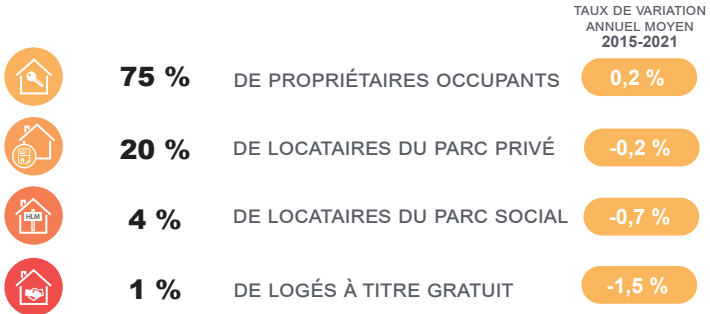 TAUX DE VARIATION
ANNUEL MOYEN
2015-2021
75 % DE PROPRIÉTAIRES OCCUPANTS 0,2 %
20 % DE LOCATAIRES DU PARC PRIVÉ -0,2 %
HLM 4 % DE LOCATAIRES DU PARC SOCIAL -0,7 %
1 % DE LOGÉS À TITRE GRATUIT -1,5 %